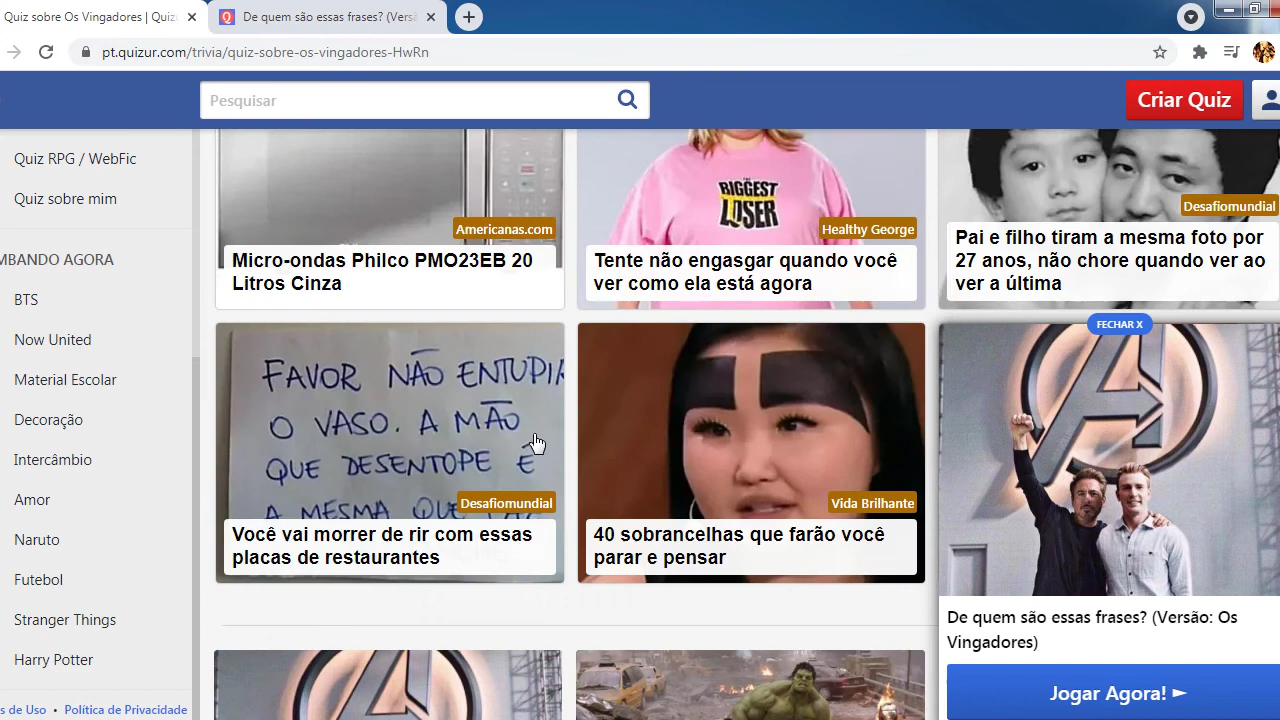 Quiz sobre Os Vingadores | Quiz
De quem são essas frases? (Versã
pt.quizur.com/trivia/quiz-sobre-os-vingadores-HwRn
Pesquisar
Criar Quiz
Quiz RPG / WebFic
Quiz sobre mim
MBANDO AGORA
BTS
Now United
Material Escolar
Decoração
Intercâmbio
Amor
Naruto
Futebol
Stranger Things
Harry Potter
s de Uso • Política de Privacidade
Americanas.com
Micro-ondas Philco PMO23EB 20
Litros Cinza
THE
BIGGEST
LOSER
Healthy George
Tente não engasgar quando você
ver como ela está agora
Desafiomundial
Pai e filho tiram a mesma foto por
27 anos, não chore quando ver ao
ver a última
FAVOR NÃO ENTUPIR
O VASO. A MÃO
QUE DESENTOPE É
A MESMA QUE
Desafiomundial
Você vai morrer de rir com essas
placas de restaurantes
Vida Brilhante
40 sobrancelhas que farão você
parar e pensar
FECHAR X
De quem são essas frases? (Versão: Os
Vingadores)
Jogar Agora! ►